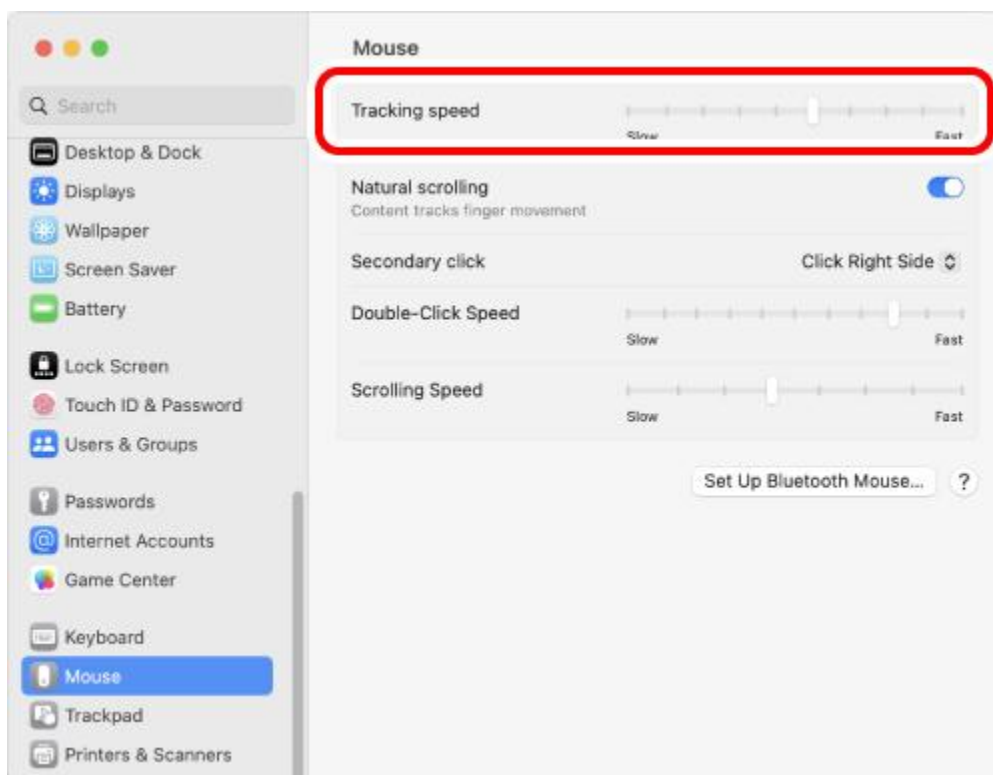 Mouse
Search
Tracking speed
Slow Fast
Desktop & Dock
Displays
Wallpaper
Screen Saver
Battery
Lock Screen
Touch ID & Password
Users & Groups
Passwords
Internet Accounts
Game Center
Keyboard
Mouse
Trackpad
Printers & Scanners
Natural scrolling
Content tracks finger movement
Secondary click Click Right Side
Double-Click Speed
Slow Fast
Scrolling Speed
Slow Fast
Set Up Bluetooth Mouse... ?